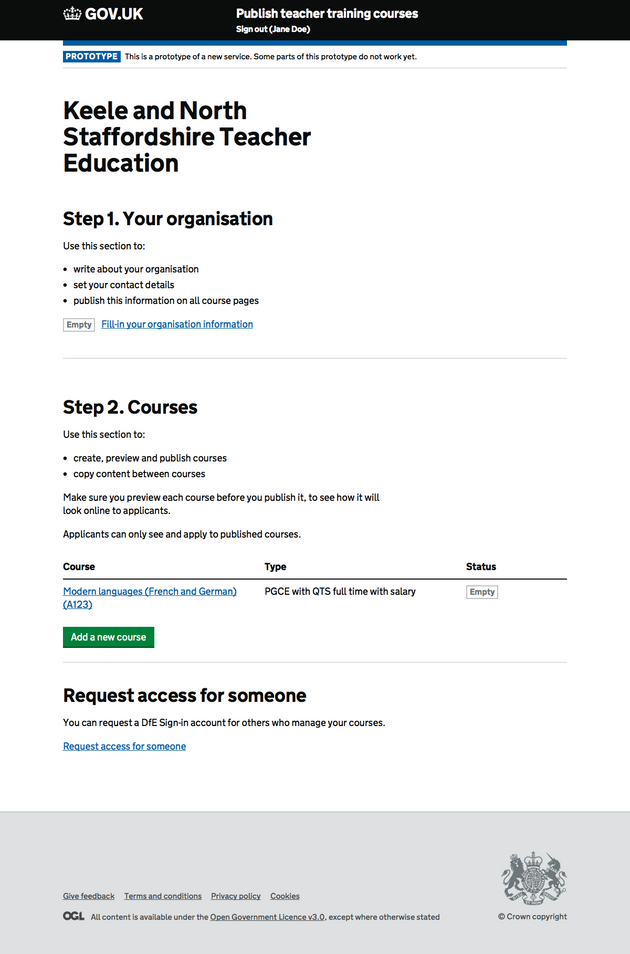 GOV.UK
Publish teacher training courses
Sign out (Jane Doe)
PROTOTYPE This is a prototype of a new service. Some parts of this prototype do not work yet.
Keele and North
Staffordshire Teacher
Education
Step 1. Your organisation
Use this section to:
• write about your organisation
• set your contact details
• publish this information on all course pages
Empty Fill-in your organisation information
Step 2. Courses
Use this section to:
• create, preview and publish courses
• copy content between courses
Make sure you preview each course before you publish it, to see how it will
look online to applicants.
Applicants can only see and apply to published courses.
Course Type Status
Modern languages (French and German) PGCE with QTS full time with salary Empty
(A123)
Add a new course
Request access for someone
You can request a DfE Sign-in account for others who manage your courses.
Request access for someone
Give feedback Terms and conditions Privacy policy Cookies
OGL All content is available under the Open Government Licence v3.0, except where otherwise stated
© Crown copyright